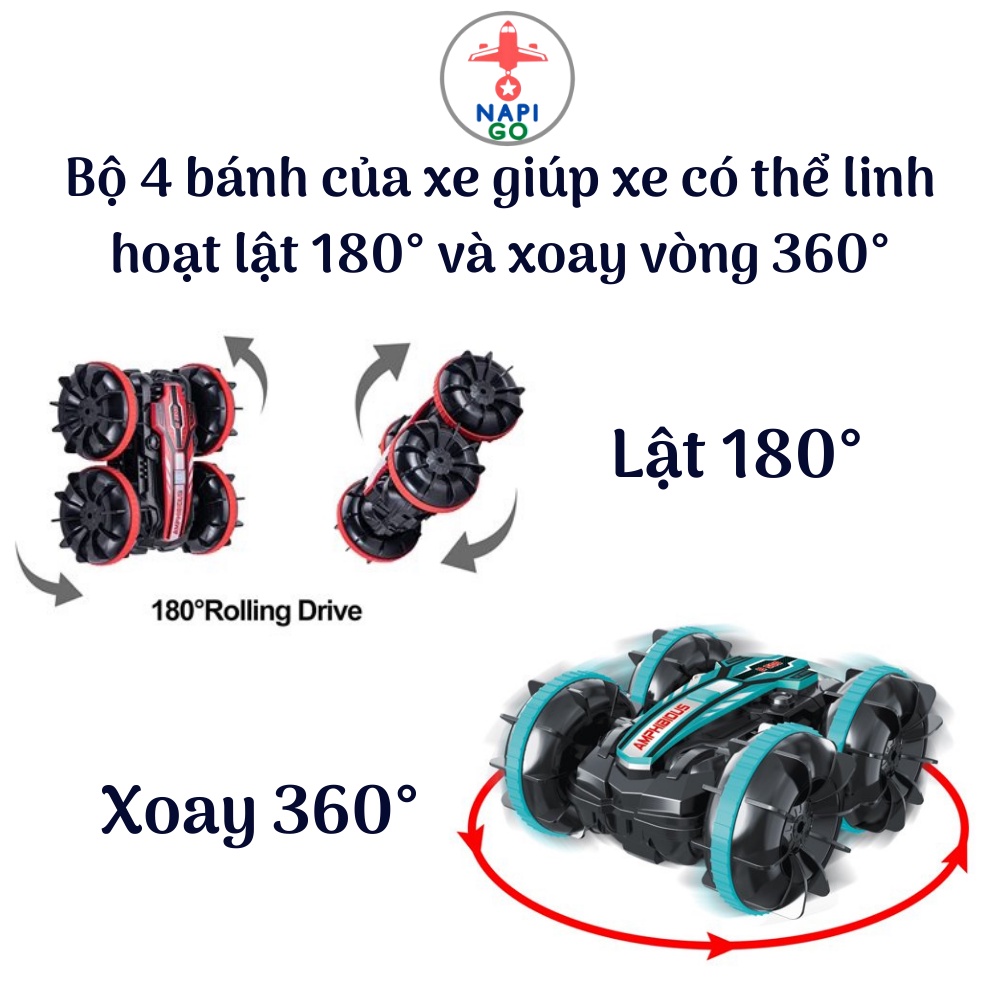 NAPI
GO
Bộ 4 bánh của xe giúp xe có thể linh
hoạt lật 180° và xoay vòng 360°
Lật 180°
AMPHIBIOUS
180°Rolling Drive
AMPHIBIOUS
Xoay 360°